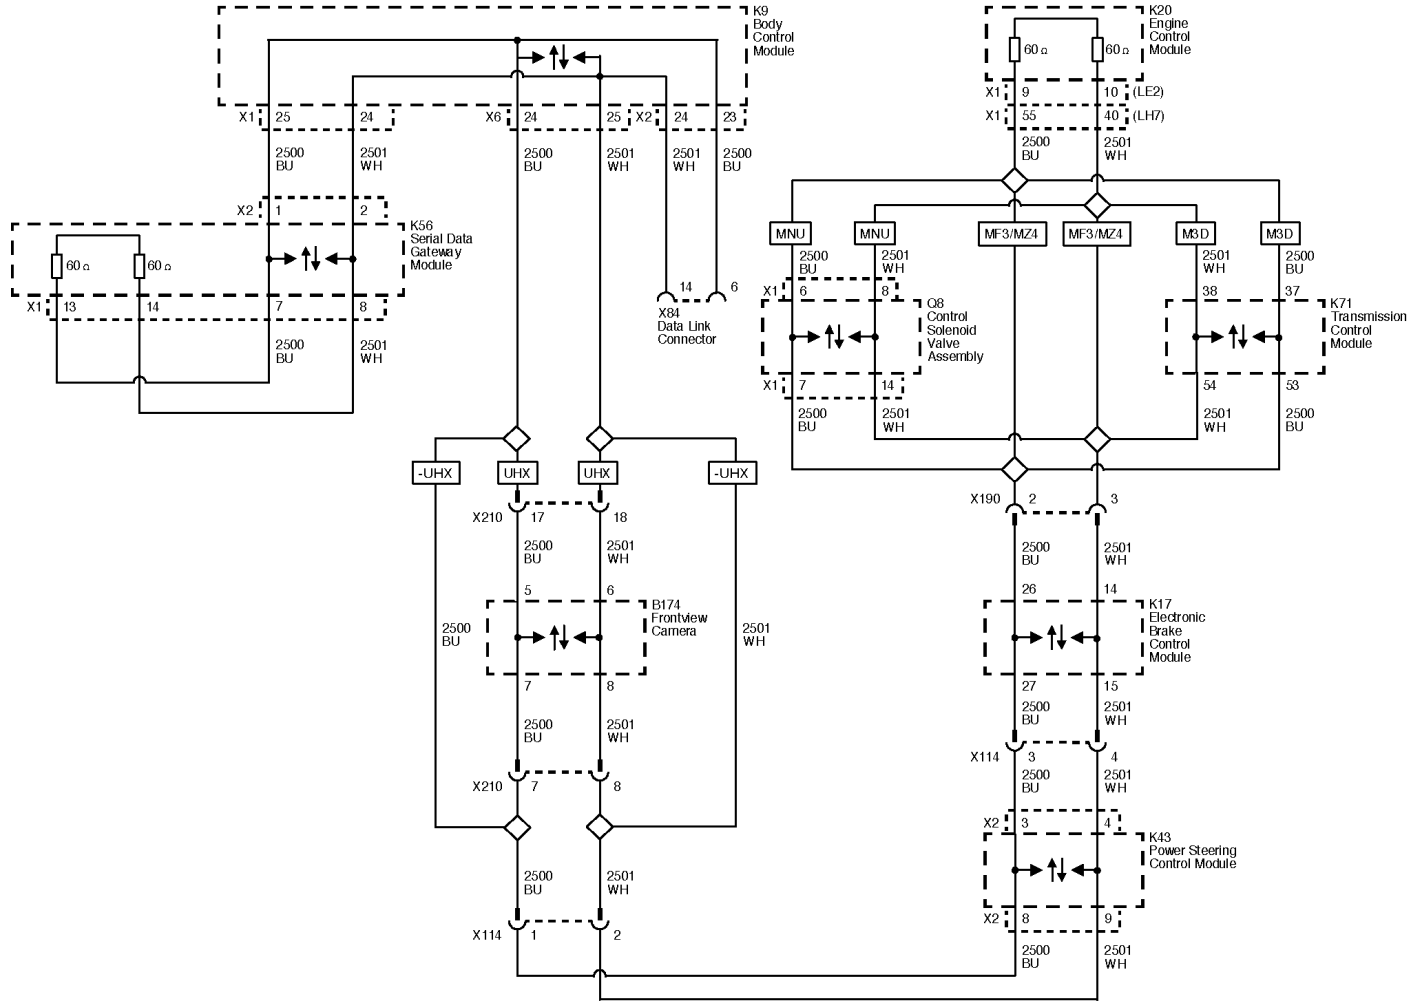 K9
Body
Control
Module
X1
25
24
X6
24
25
X2
24
23
2500
BU
2501
WH
2500
BU
2501
WH
2501
WH
2500
BU
X2
1
2
K56
Serial Data
Gateway
Module
60 Ω
60 Ω
X1
13
14
7
8
2500
BU
2501
WH
14
6
X84
Data Link
Connector
-UHX
UHX
UHX
-UHX
X210
17
18
2500
BU
2501
WH
5
6
B174
Frontview
Camera
2500
BU
2501
WH
7
8
2500
BU
2501
WH
X210
7
8
2500
BU
2501
WH
X114
1
2
K20
Engine
Control
Module
60 Ω
60 Ω
X1
9
10
(LE2)
X1
55
40
(LH7)
2500
BU
2501
WH
MNU
MNU
MF3/MZ4
MF3/MZ4
M3D
M3D
2500
BU
2501
WH
2501
WH
2500
BU
X1
6
8
Q8
Control
Solenoid
Valve
Assembly
38
37
K71
Transmission
Control
Module
X1
7
14
54
53
2500
BU
2501
WH
2501
WH
2500
BU
X190
2
3
2500
BU
2501
WH
26
14
K17
Electronic
Brake
Control
Module
27
15
2500
BU
2501
WH
X114
3
4
2500
BU
2501
WH
X2
3
4
K43
Power Steering
Control Module
X2
8
9
2500
BU
2501
WH